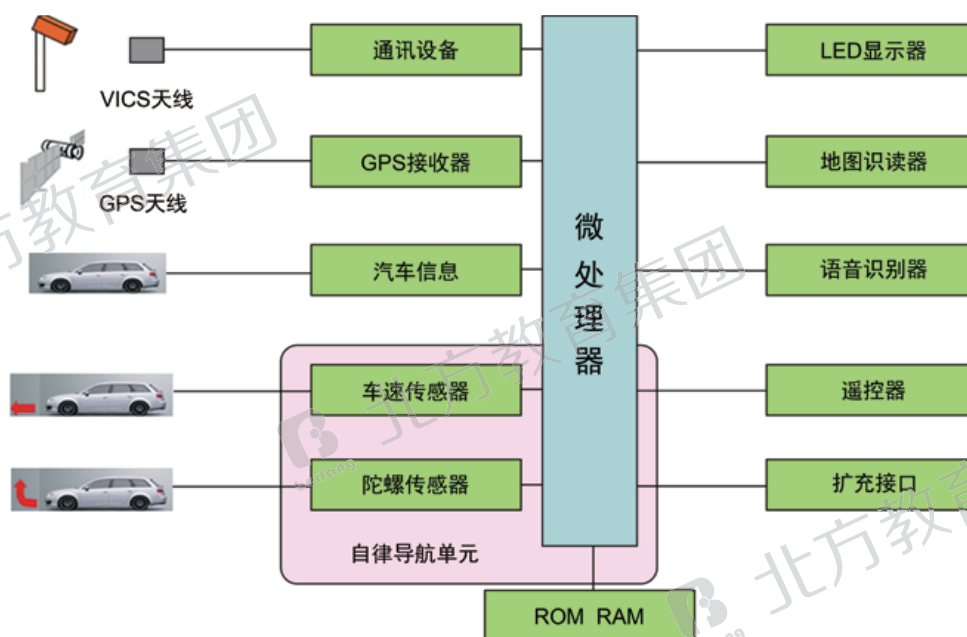 通讯设备
LED显示器
VICS天线
GPS接收器
地图识读器
GPS天线
微处理器
汽车信息
语音识别器
车速传感器
遥控器
陀螺传感器
扩充接口
自律导航单元
ROM RAM
北方教育集团
北方教育集团
beifang
北方教育